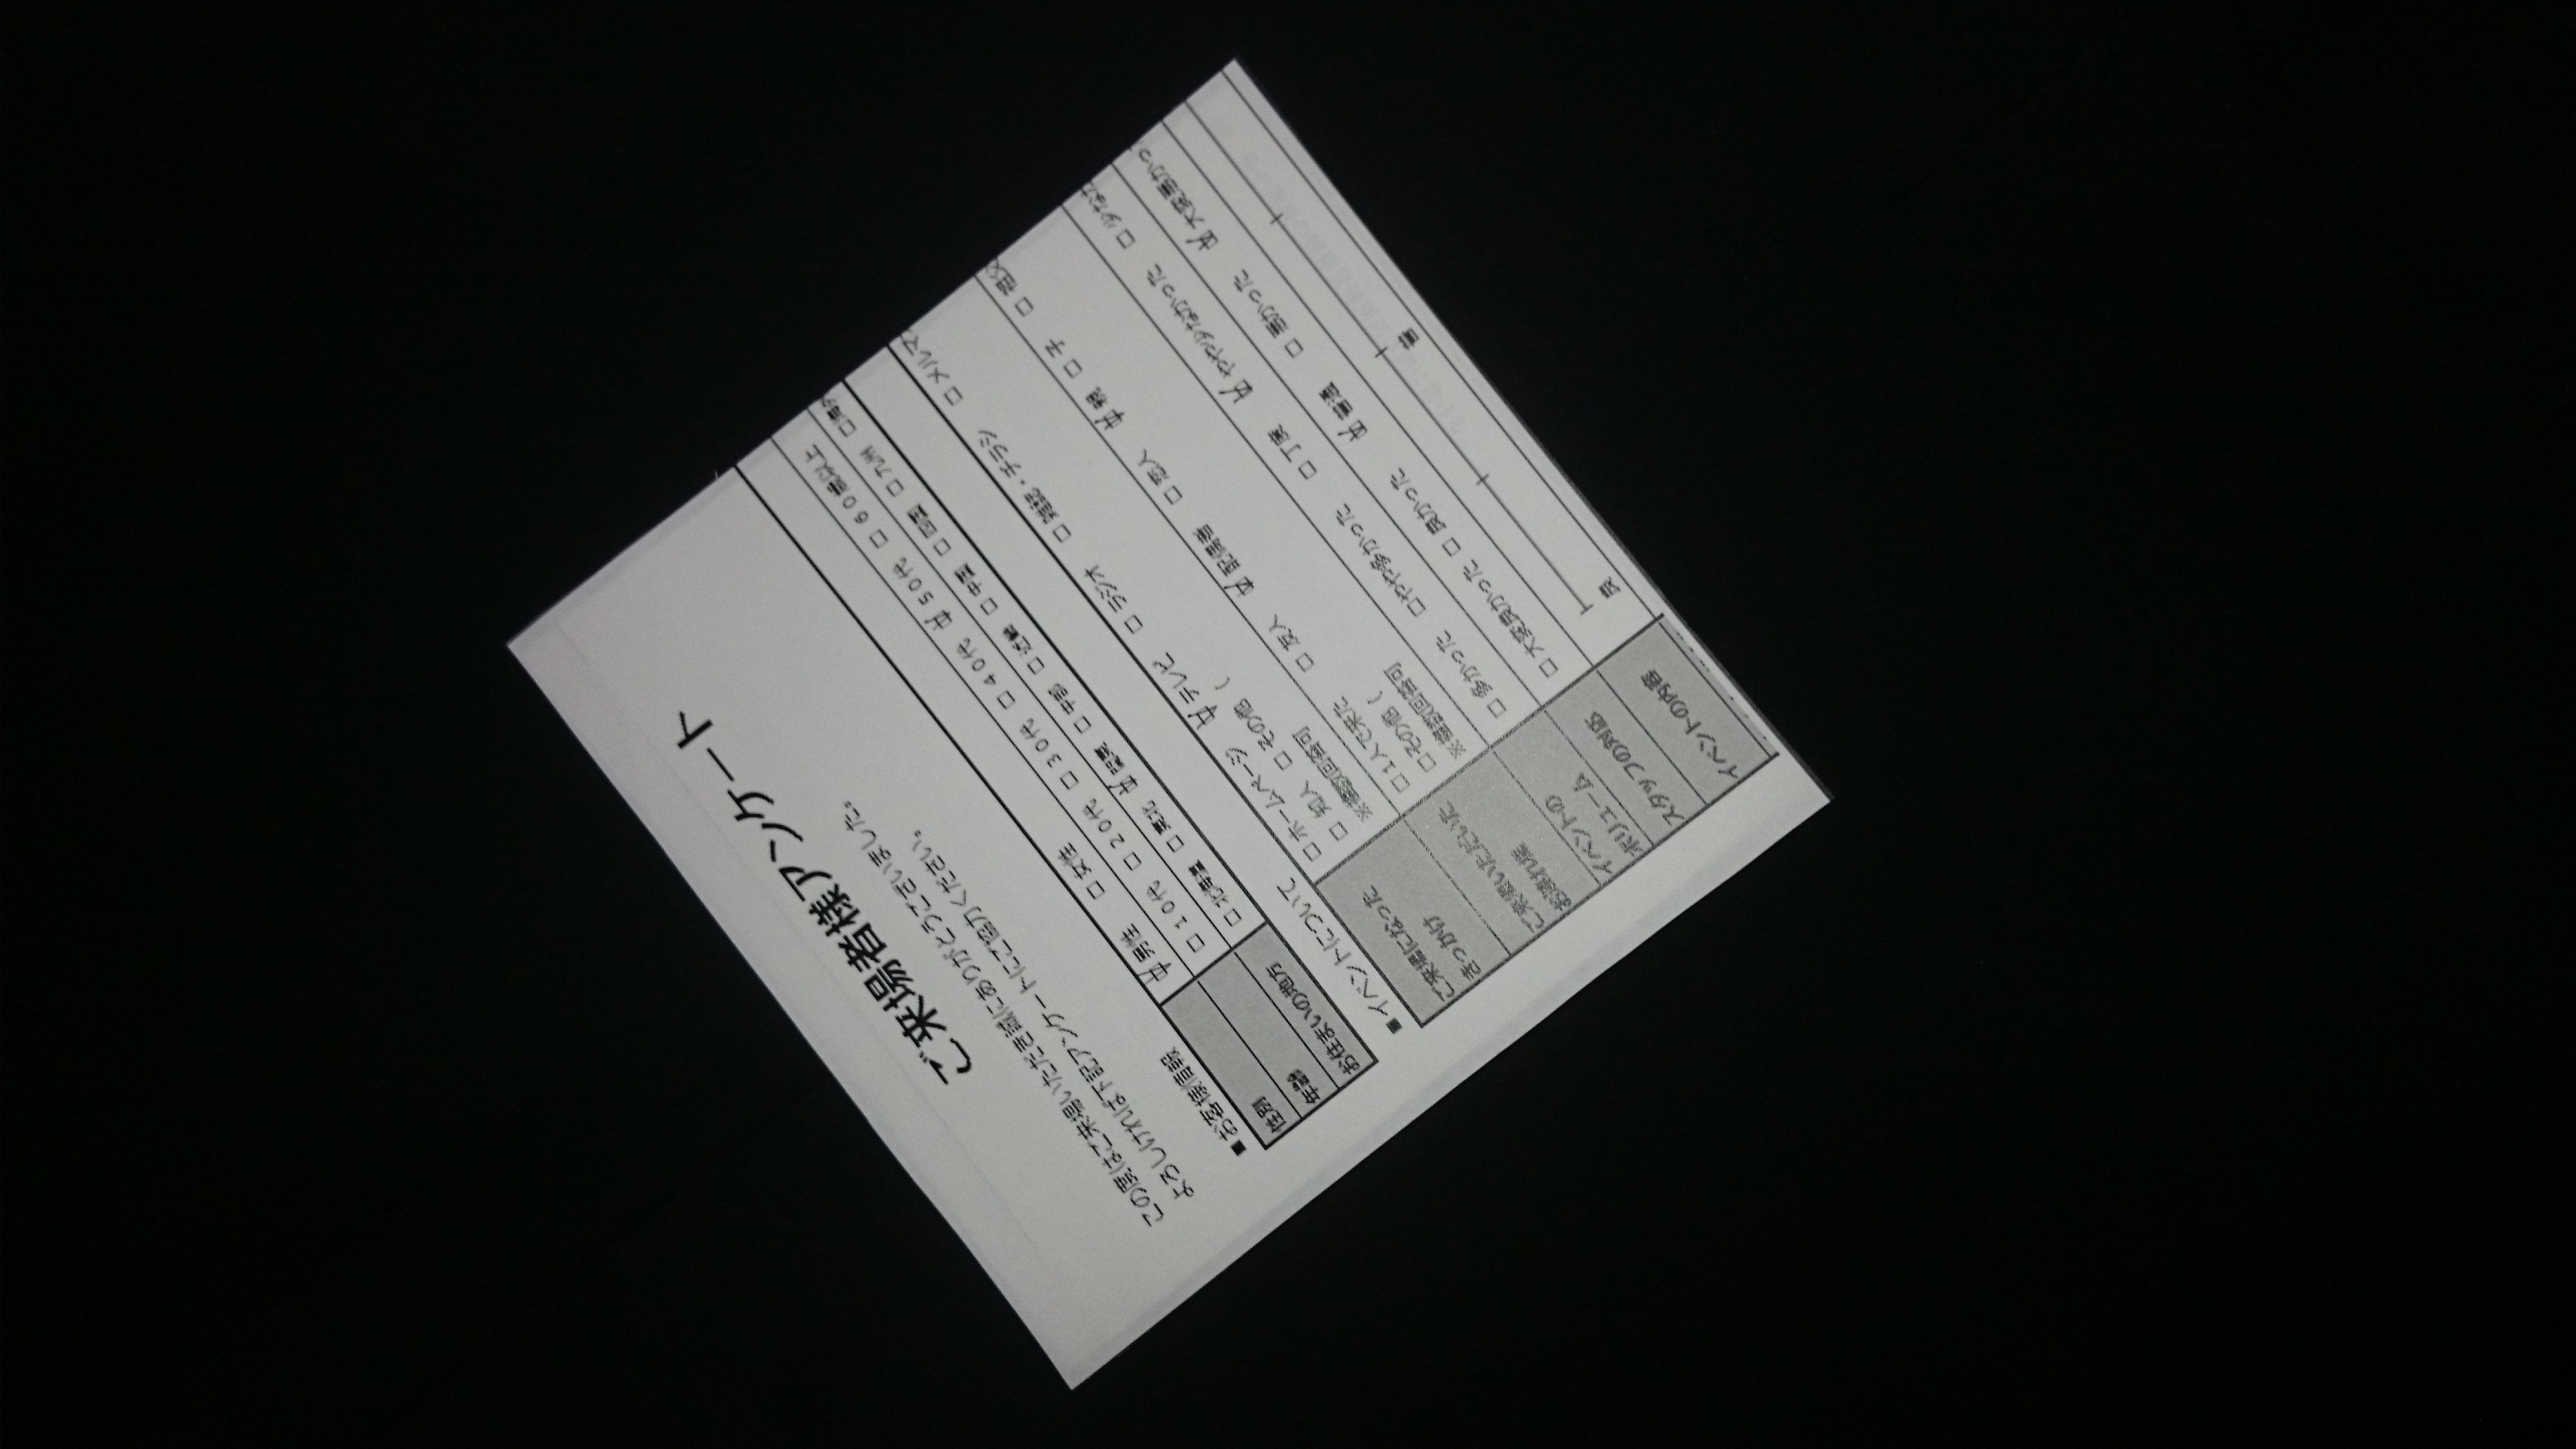 ご来場者様アンケート
この度はご来場いただき誠にありがとうございました。
よろしければ下記アンケートにご協力ください。
■お客様情報
性別 ☑男性 □女性
年齢 □10代 □20代 □30代 □40代 ☑50代 □60歳以上
お住まいの地方 □北海道 □東北 ☑関東 □中部 □近畿 □中国 □四国 □九州 □海外
■イベントについて
ご来場になった
きっかけ
□ホームページ ☑テレビ □ラジオ □雑誌・チラシ □メルマ
□知人 □その他 (
※複数回答可
ご来場いただいた
お連れ様
□1人で来た □友人 ☑配偶者 □恋人 ☑親 □子 □祖父
□その他 (
※複数回答可
イベントの
ボリューム
□多かった □やや多かった □丁度 ☑やや少なかった □少なか
スタッフの対応 □大変良かった □良かった ☑普通 □悪かった ☑大変悪かっ
イベントの内容
良 普